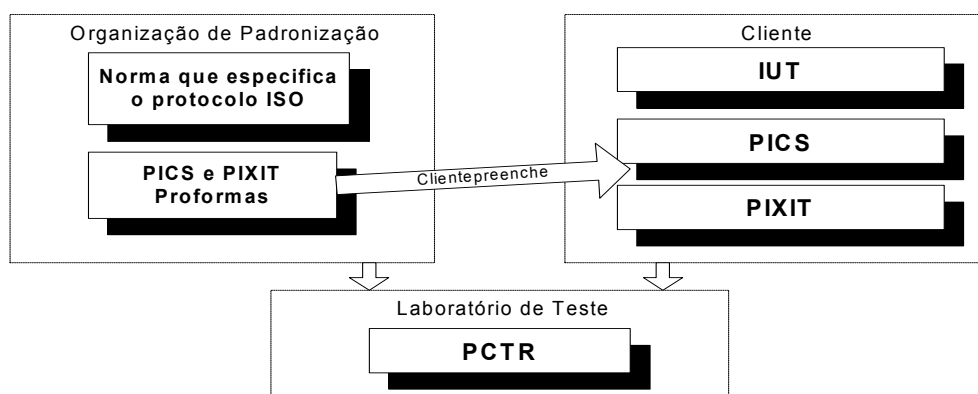 Organização de Padronização
Norma que especifica
o protocolo ISO
PICS e PIXIT
Proformas
Clientepreenche
Cliente
IUT
PICS
PIXIT
Laboratório de Teste
PCTR